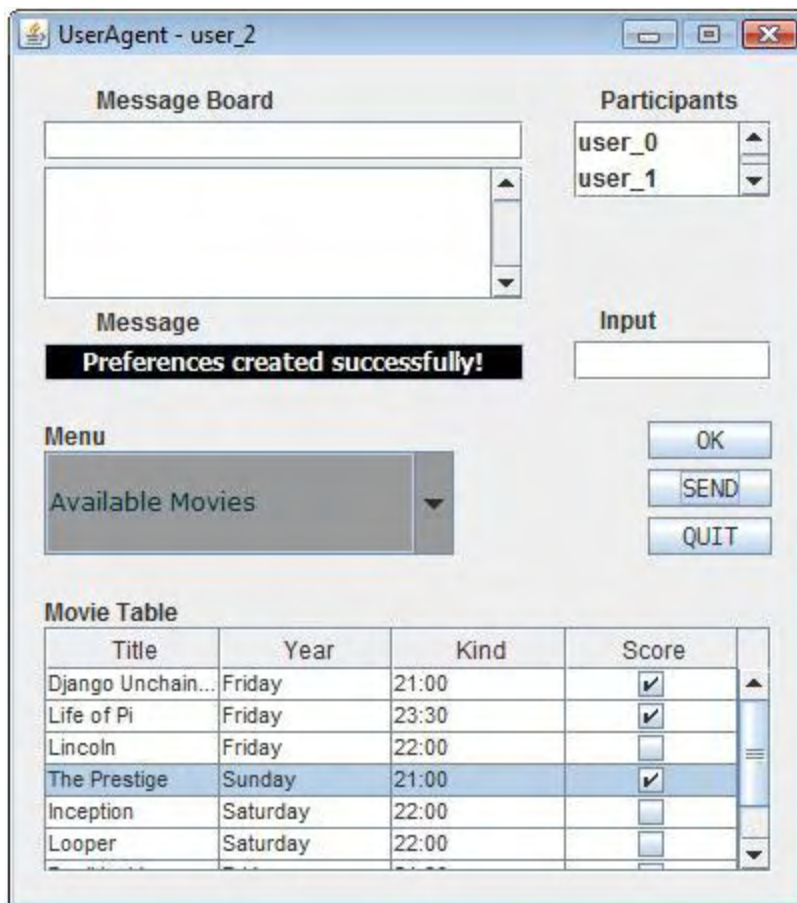 UserAgent - user_2
Message Board
Participants
user_0
user_1
Message
Input
Preferences created successfully!
Menu
OK
Available Movies
SEND
QUIT
Movie Table
Title Year Kind Score
Django Unchain... Friday 21:00
Life of Pi Friday 23:30
Lincoln Friday 22:00
The Prestige Sunday 21:00
Inception Saturday 22:00
Looper Saturday 22:00